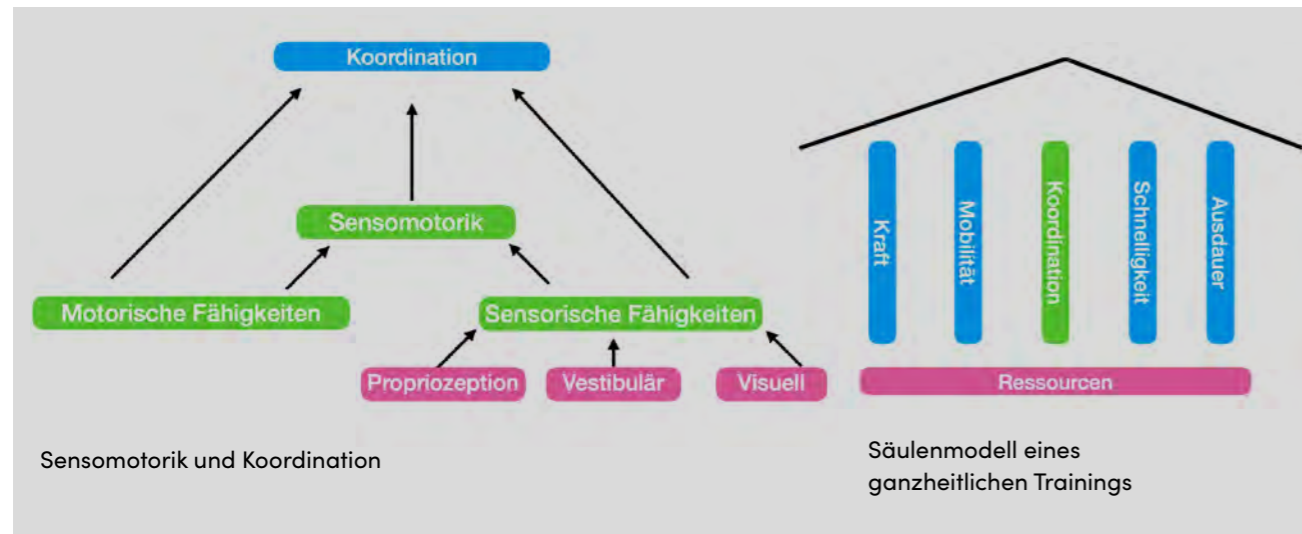 Koordination
Sensomotorik
Motorische Fähigkeiten
Sensorische Fähigkeiten
Propriozeption
Vestibulär
Visuell
Sensomotorik und Koordination
Kraft
Mobilität
Koordination
Schnelligkeit
Ausdauer
Ressourcen
Säulenmodell eines
ganzheitlichen Trainings